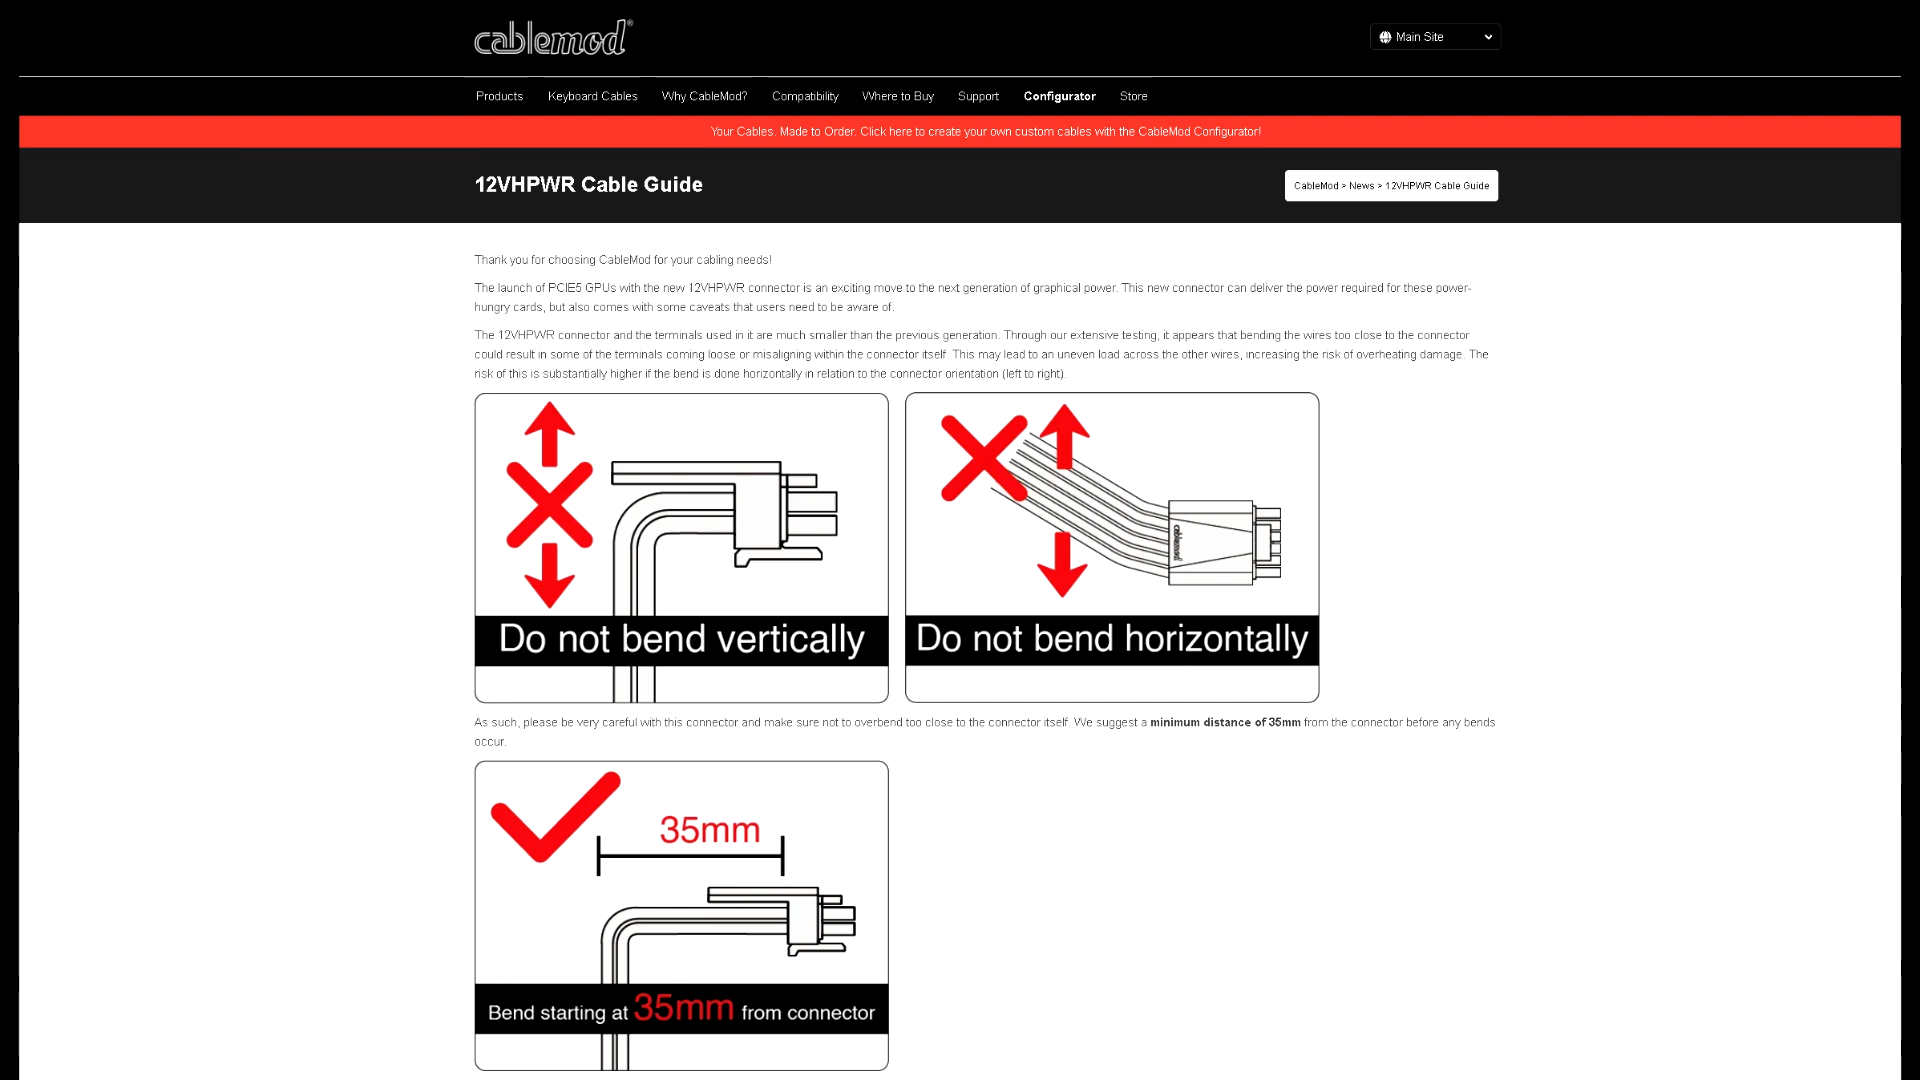 cablemod®
Main Site
Products Keyboard Cables Why CableMod? Compatibility Where to Buy Support Configurator Store
Your Cables. Made to Order. Click here to create your own custom cables with the CableMod Configurator!
12VHPWR Cable Guide
CableMod > News > 12VHPWR Cable Guide
Thank you for choosing CableMod for your cabling needs!
The launch of PCIE5 GPUs with the new 12VHPWR connector is an exciting move to the next generation of graphical power. This new connector can deliver the power required for these power-
hungry cards, but also comes with some caveats that users need to be aware of.
The 12VHPWR connector and the terminals used in it are much smaller than the previous generation. Through our extensive testing, it appears that bending the wires too close to the connector
could result in some of the terminals coming loose or misaligning within the connector itself. This may lead to an uneven load across the other wires, increasing the risk of overheating damage. The
risk of this is substantially higher if the bend is done horizontally in relation to the connector orientation (left to right).
cablemod
Do not bend vertically
Do not bend horizontally
As such, please be very careful with this connector and make sure not to overbend too close to the connector itself. We suggest a minimum distance of 35mm from the connector before any bends
occur.
35mm
Bend starting at 35mm from connector